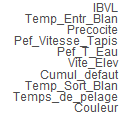 IBVL
Temp_Entr_Blan
Precocite
Pef_Vitesse_Tapis
Pef_T_Eau
Vite_Elev
Cumul_defaut
Temp_Sort_Blan
Temps_de_pelage
Couleur